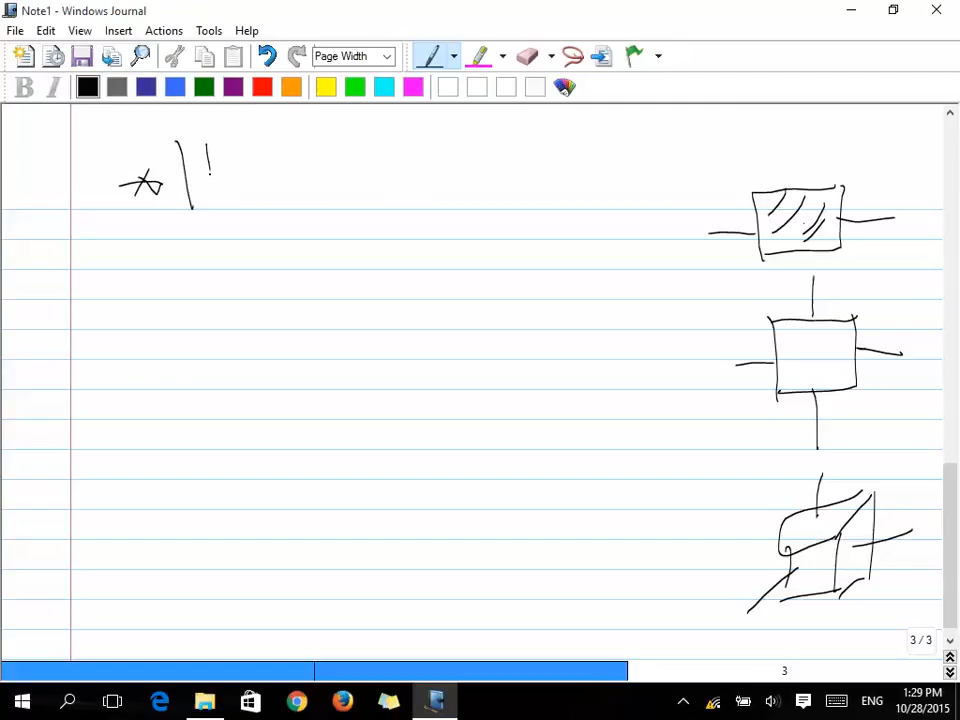 Note1 - Windows Journal
File Edit View Insert Actions Tools Help
Page Width
B I
3 / 3
3
ENG
1:29 PM
10/28/2015